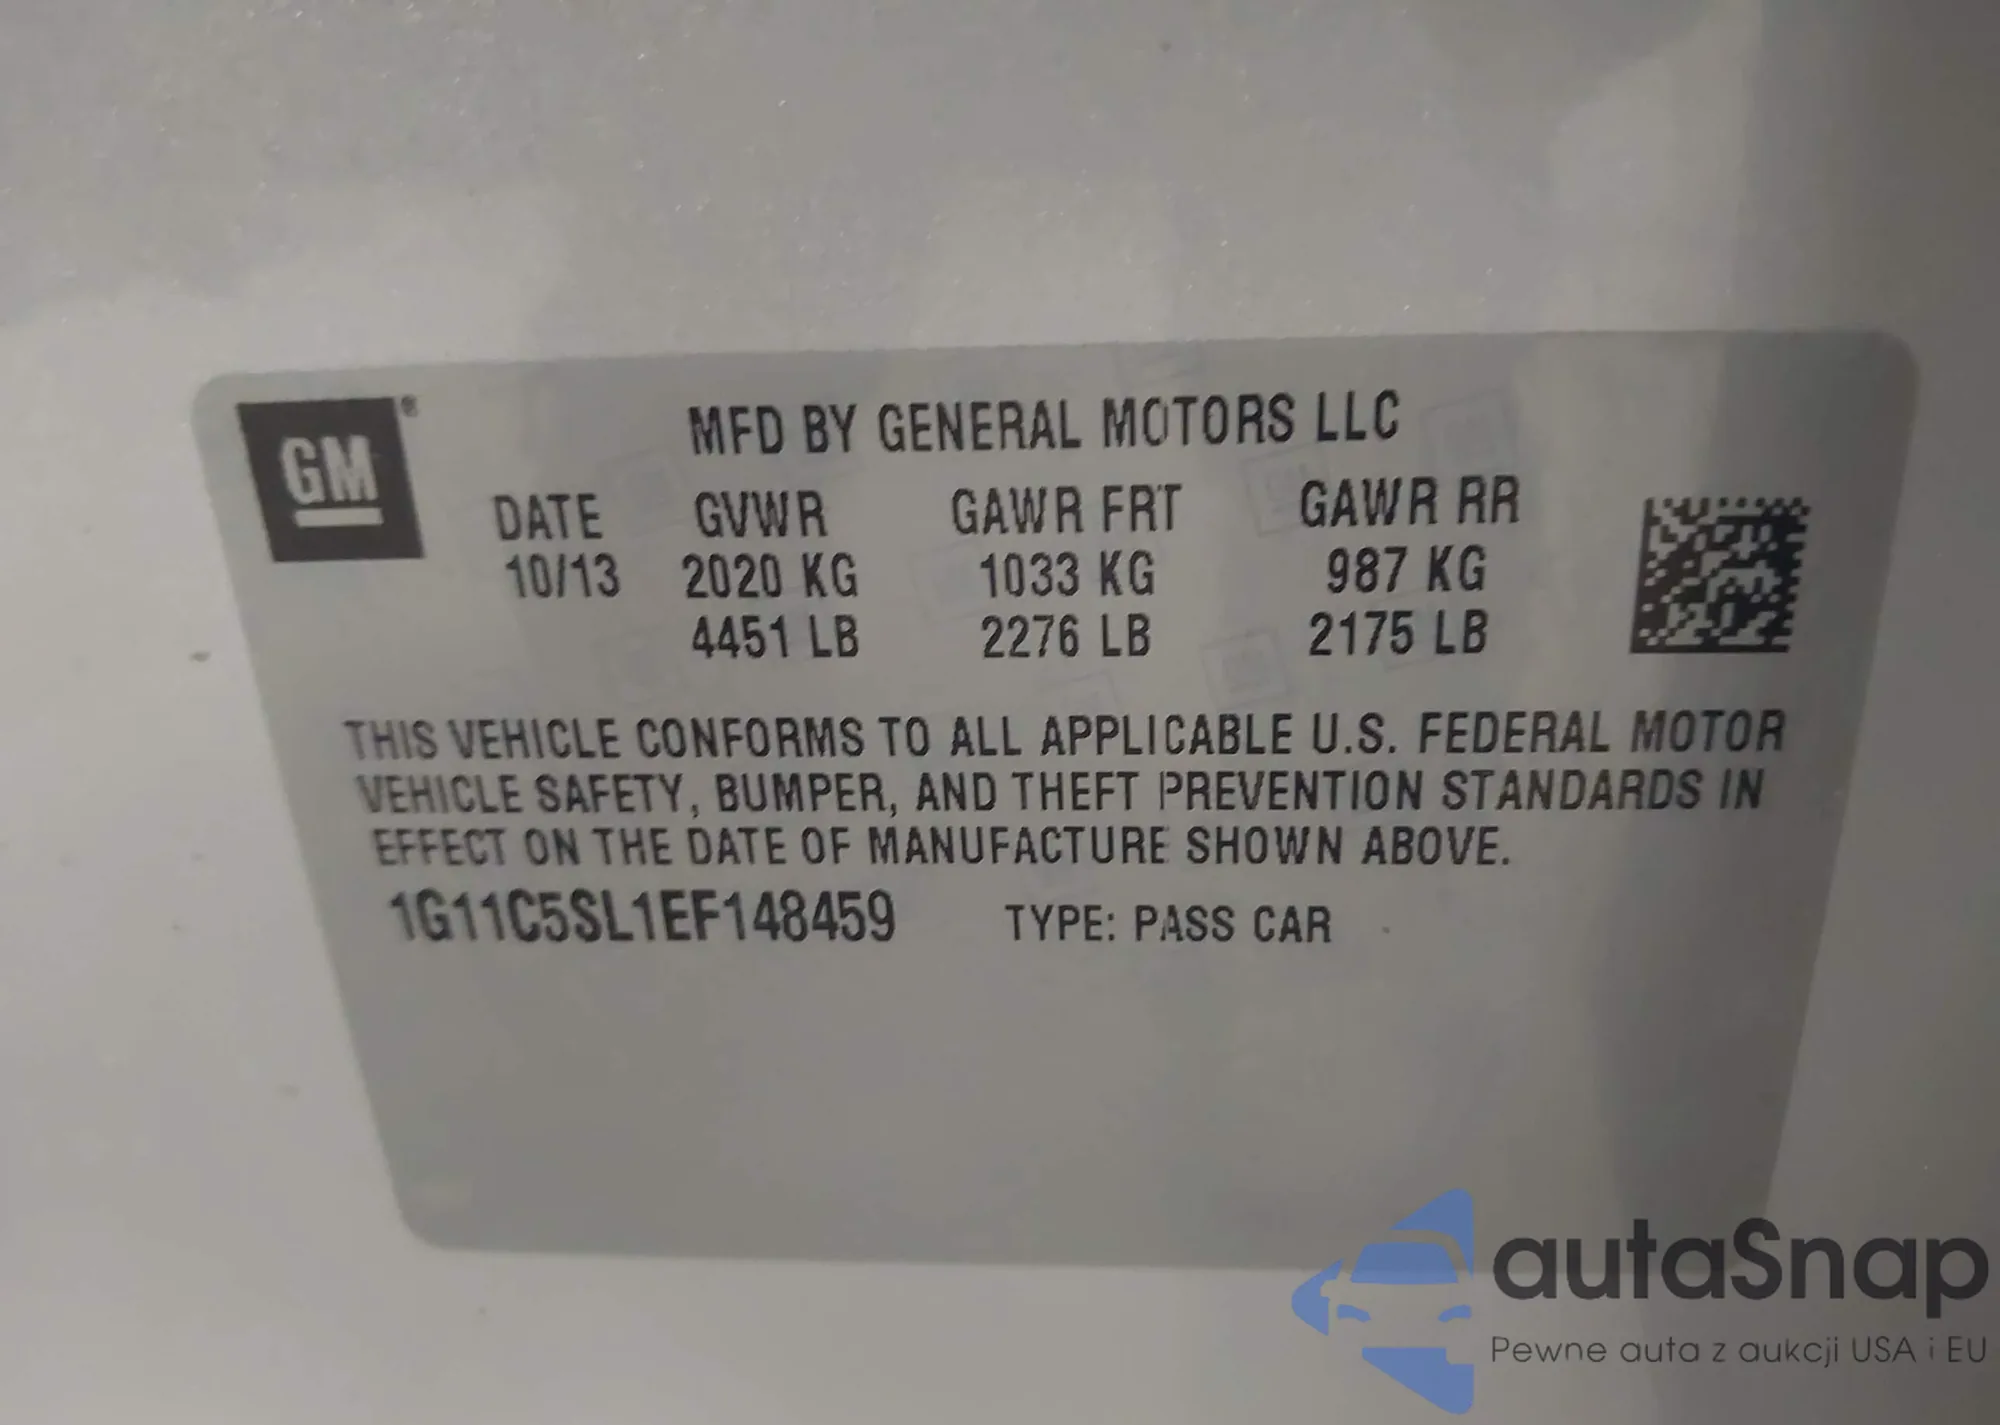 GM®
MFD BY GENERAL MOTORS LLC
DATE GVWR GAWR FRT GAWR RR
10/13 2020 KG 1033 KG 987 KG
4451 LB 2276 LB 2175 LB
THIS VEHICLE CONFORMS TO ALL APPLICABLE U.S. FEDERAL MOTOR
VEHICLE SAFETY, BUMPER, AND THEFT PREVENTION STANDARDS IN
EFFECT ON THE DATE OF MANUFACTURE SHOWN ABOVE.
1G11C5SL1EF148459 TYPE: PASS CAR
autaSnap
Pewne auta z aukcji USA i EU